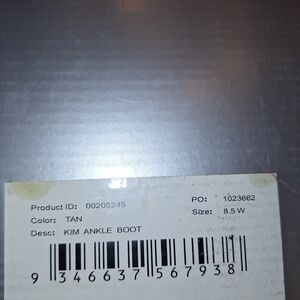 Product ID: 00205245 PO: 1023662
Color: TAN Size: 8.5 W
Desc: KIM ANKLE BOOT
9 346637 567938